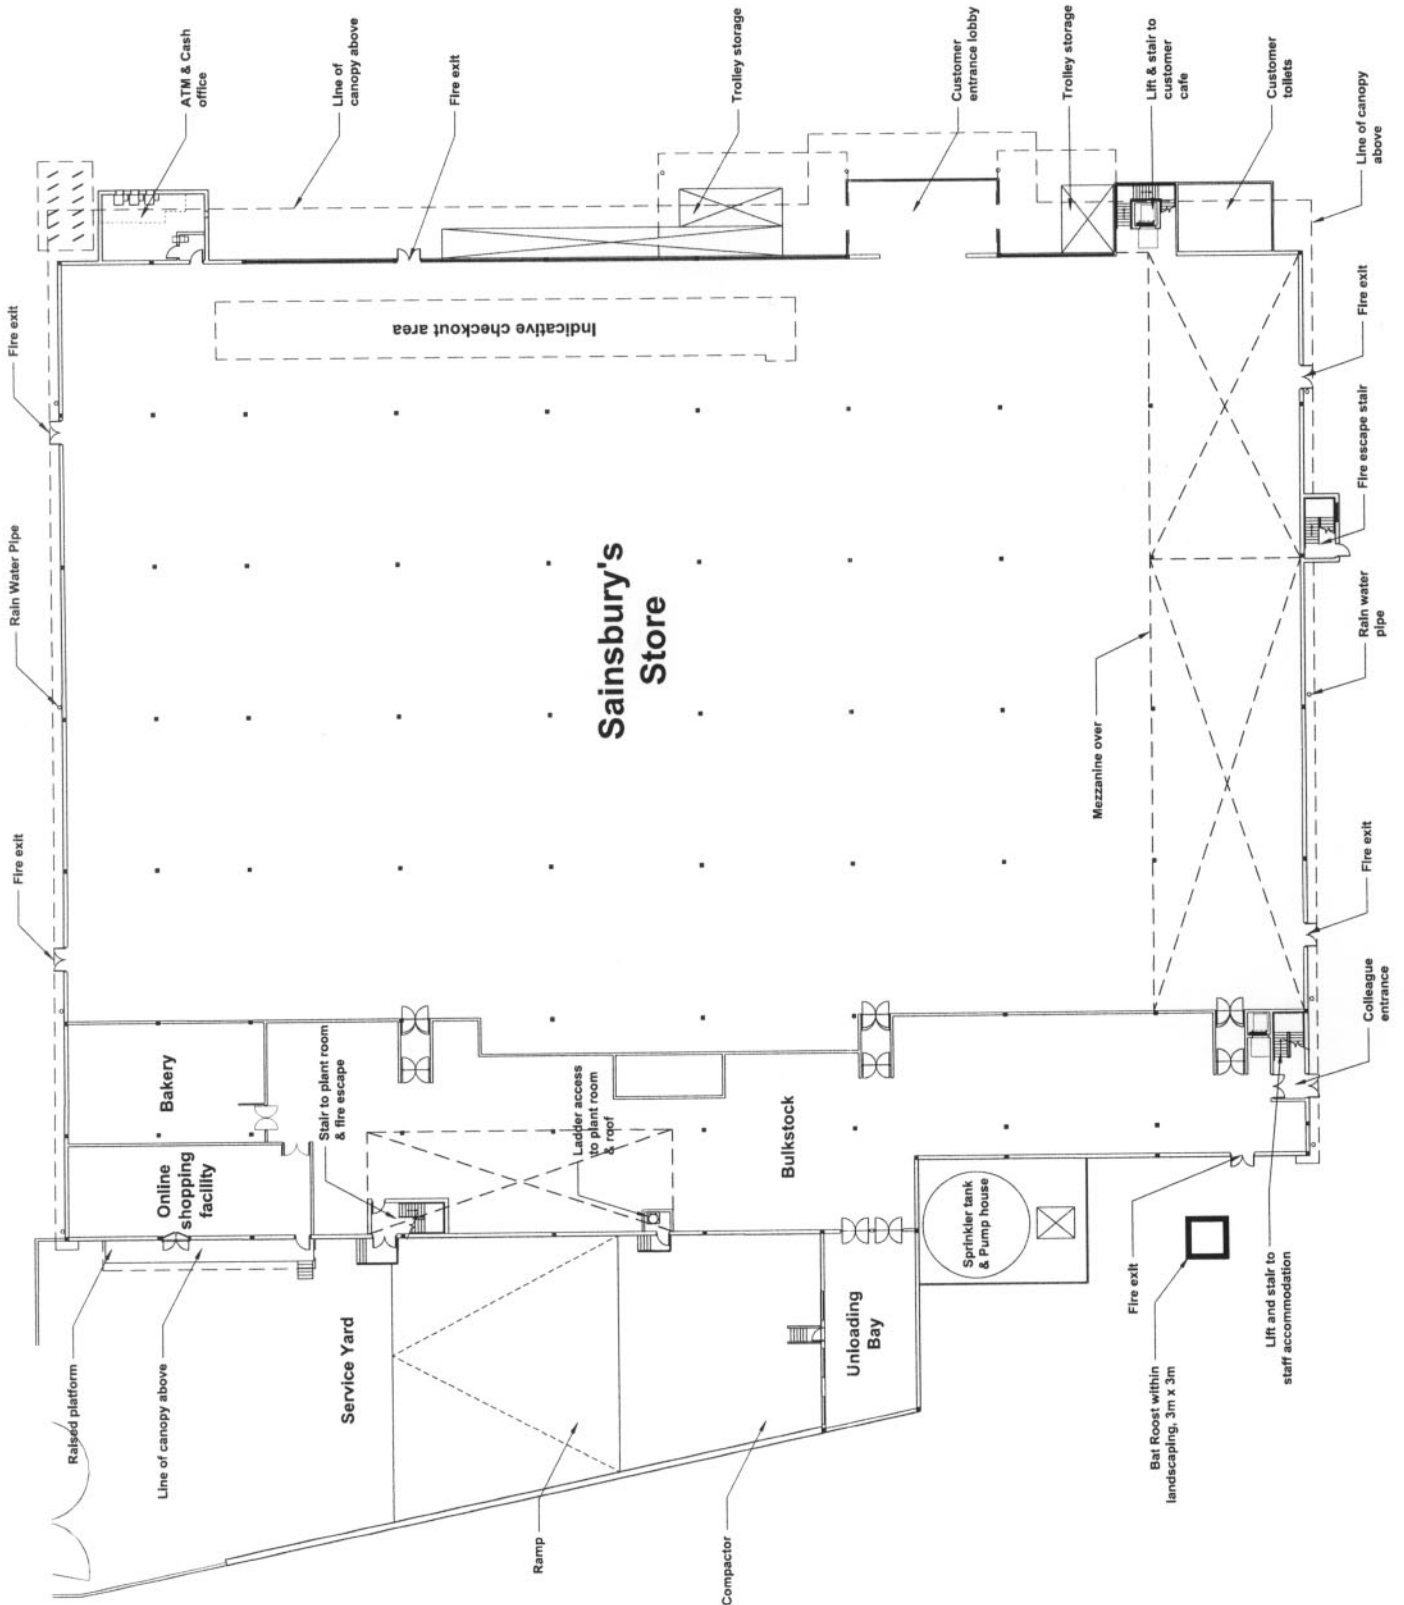 ATM & Cash
office
Line of
canopy above
Fire exit
Trolley storage
Customer
entrance lobby
Trolley storage
Lift & stair to
customer
cafe
Customer
toilets
Line of canopy
above
Fire exit
Indicative checkout area
Fire exit
Fire escape stair
Rain Water Pipe
Sainsbury's
Store
Rain water
pipe
Mezzanine over
Fire exit
Fire exit
Colleague
entrance
Bakery
Stair to plant room
& fire escape
Ladder access
to plant room
& roof
Bulkstock
Online
shopping
facility
Sprinkler tank
& Pump house
Raised platform
Line of canopy above
Service Yard
Unloading
Bay
Fire exit
Lift and stair to
staff accommodation
Bat Roost within
landscaping, 3m x 3m
Ramp
Compactor